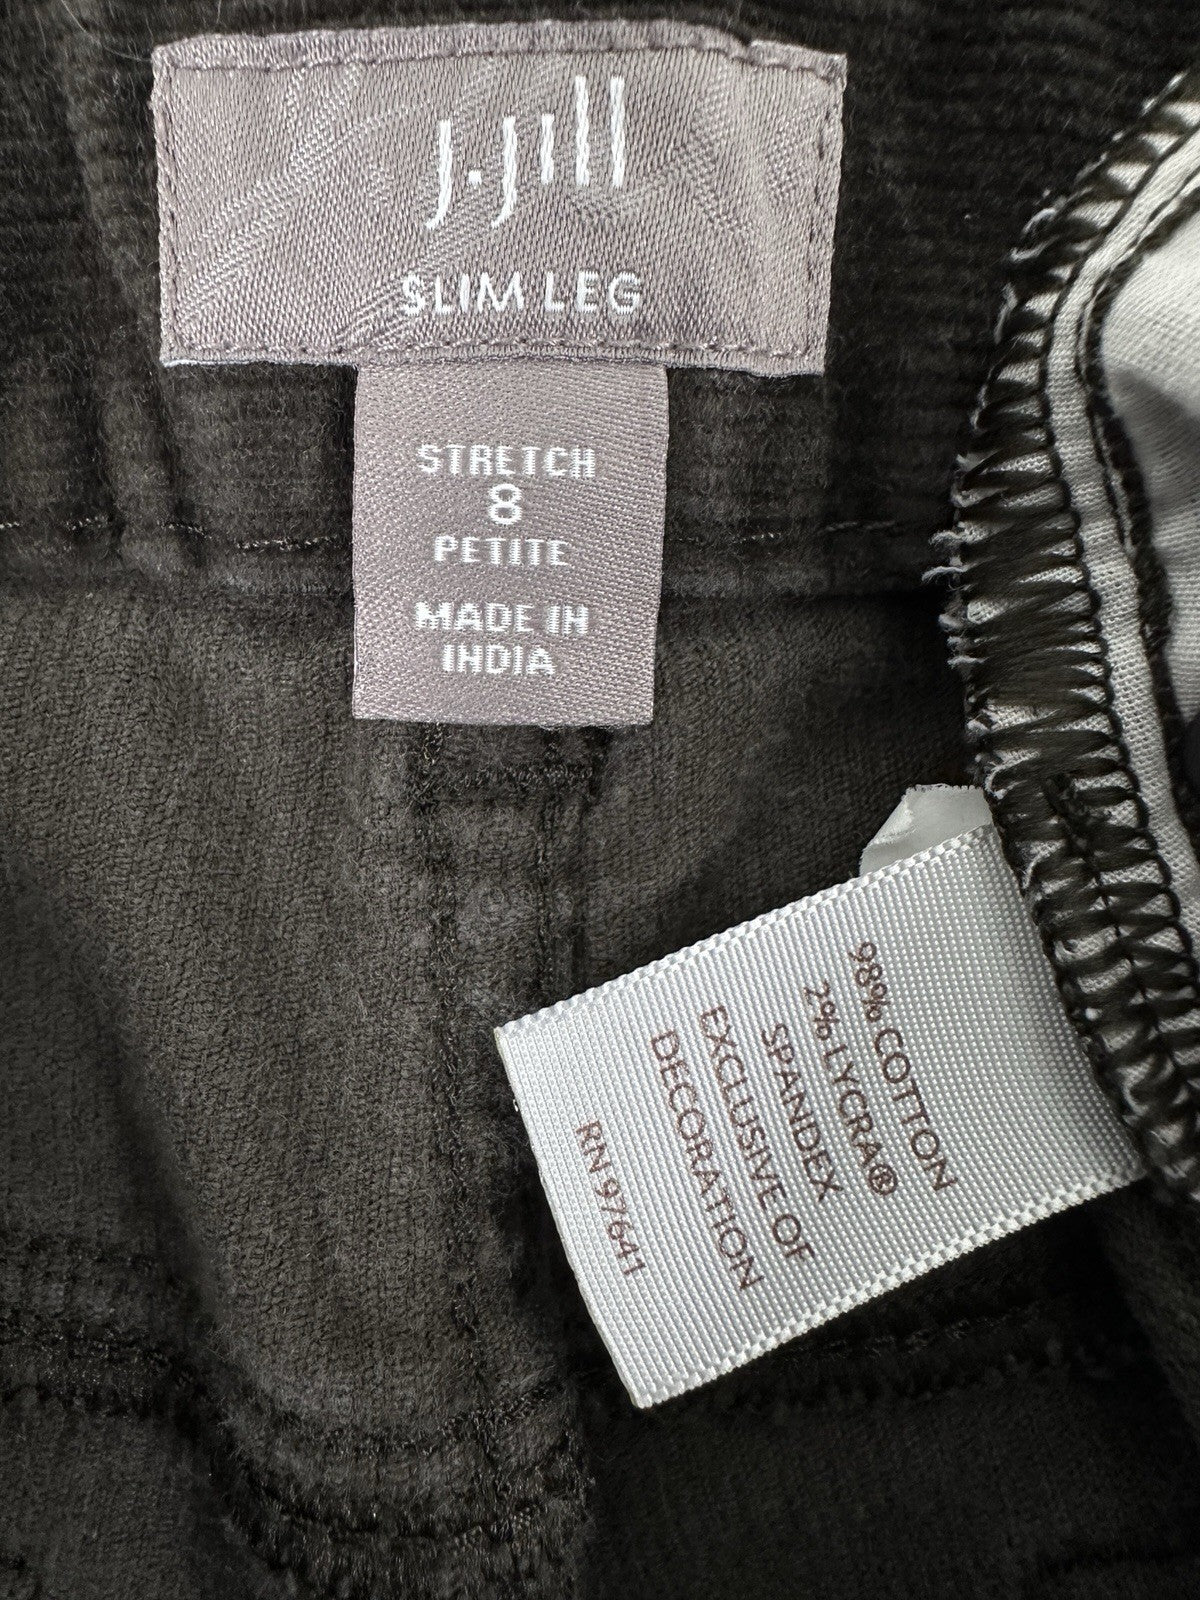 J.Jill
SLIM LEG
STRETCH
8
PETITE
MADE IN
INDIA
98% COTTON
2% LYCRA®
SPANDEX
EXCLUSIVE OF
DECORATION
RN 97641